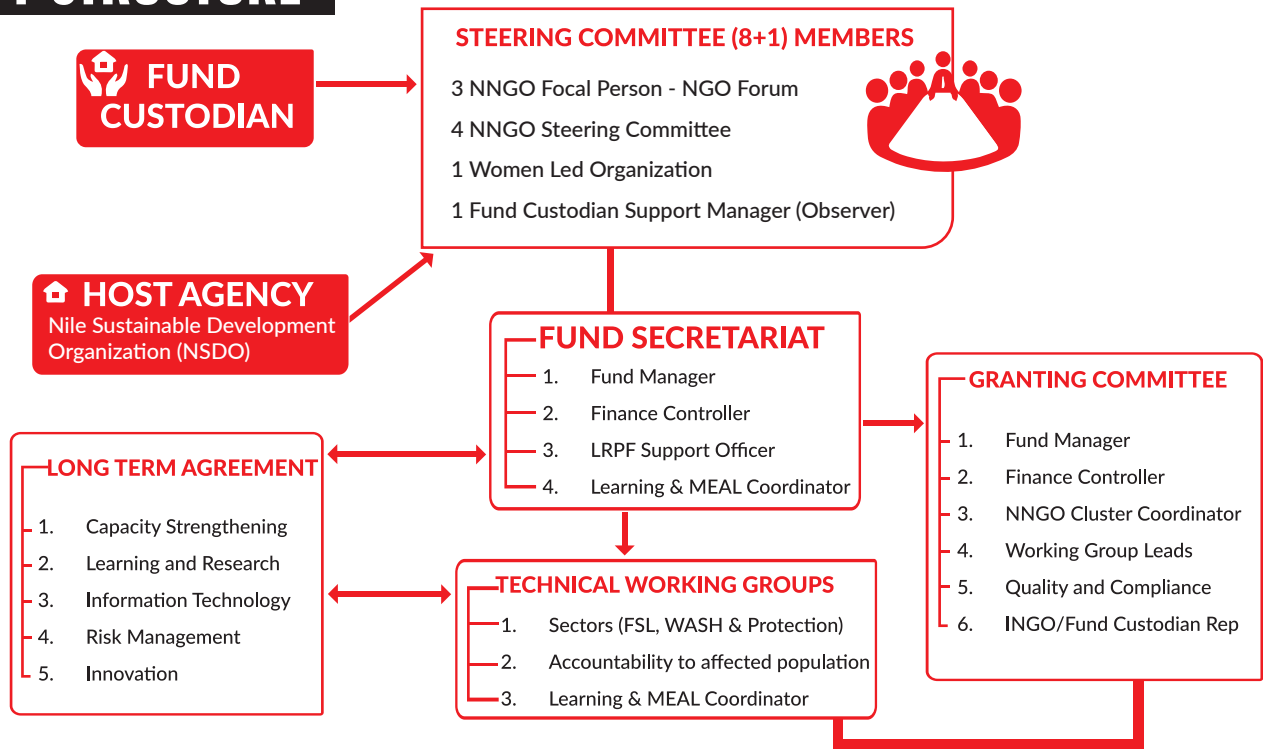 STRUCTURE
FUND
CUSTODIAN
STEERING COMMITTEE (8+1) MEMBERS
3 NNGO Focal Person - NGO Forum
4 NNGO Steering Committee
1 Women Led Organization
1 Fund Custodian Support Manager (Observer)
HOST AGENCY
Nile Sustainable Development
Organization (NSDO)
FUND SECRETARIAT
1. Fund Manager
2. Finance Controller
3. LRPF Support Officer
4. Learning & MEAL Coordinator
GRANTING COMMITTEE
1. Fund Manager
2. Finance Controller
3. NNGO Cluster Coordinator
4. Working Group Leads
5. Quality and Compliance
6. INGO/Fund Custodian Rep
LONG TERM AGREEMENT
1. Capacity Strengthening
2. Learning and Research
3. Information Technology
4. Risk Management
5. Innovation
TECHNICAL WORKING GROUPS
1. Sectors (FSL, WASH & Protection)
2. Accountability to affected population
3. Learning & MEAL Coordinator